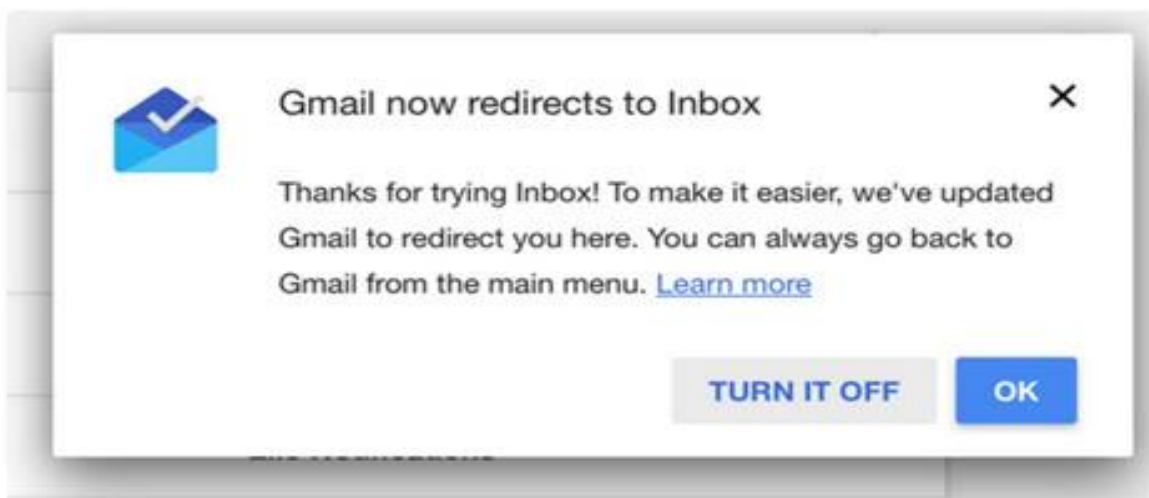 Gmail now redirects to Inbox
Thanks for trying Inbox! To make it easier, we've updated
Gmail to redirect you here. You can always go back to
Gmail from the main menu. Learn more
TURN IT OFF
OK